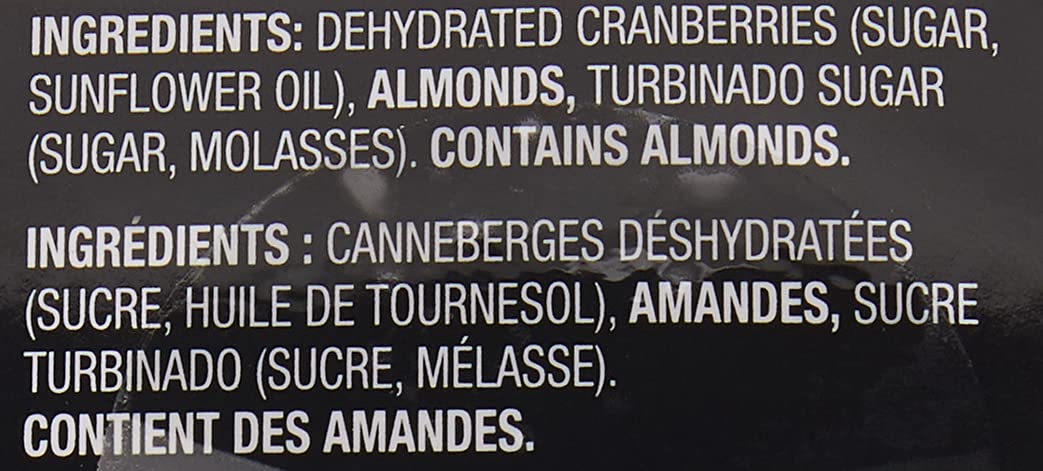 INGREDIENTS: DEHYDRATED CRANBERRIES (SUGAR,
SUNFLOWER OIL), ALMONDS, TURBINADO SUGAR
(SUGAR, MOLASSES). CONTAINS ALMONDS.
INGRÉDIENTS : CANNEBERGES DÉSHYDRATÉES
(SUCRE, HUILE DE TOURNESOL), AMANDES, SUCRE
TURBINADO (SUCRE, MÉLASSE).
CONTIENT DES AMANDES.